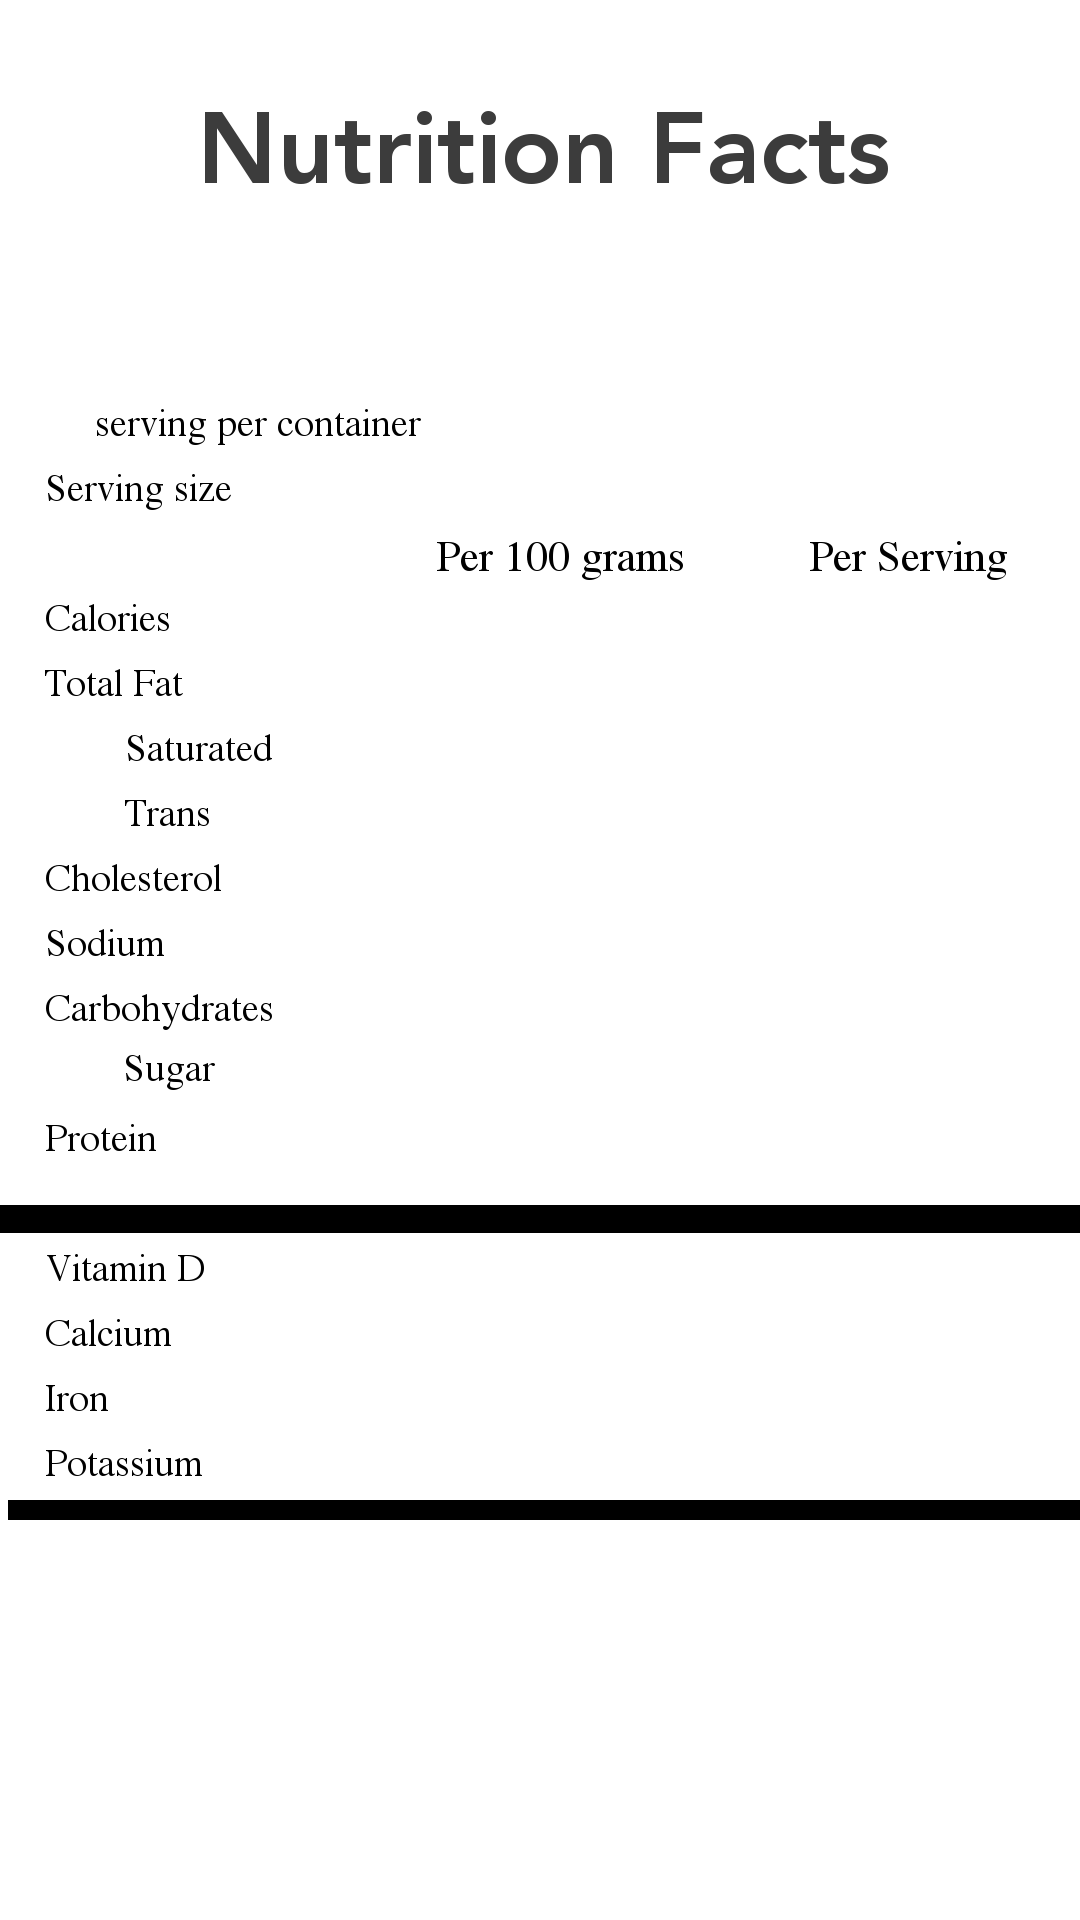 Nutrition Facts
serving per container
Serving size
Per 100 grams Per Serving
Calories
Total Fat
Saturated
Trans
Cholesterol
Sodium
Carbohydrates
Sugar
Protein
Vitamin D
Calcium
Iron
Potassium